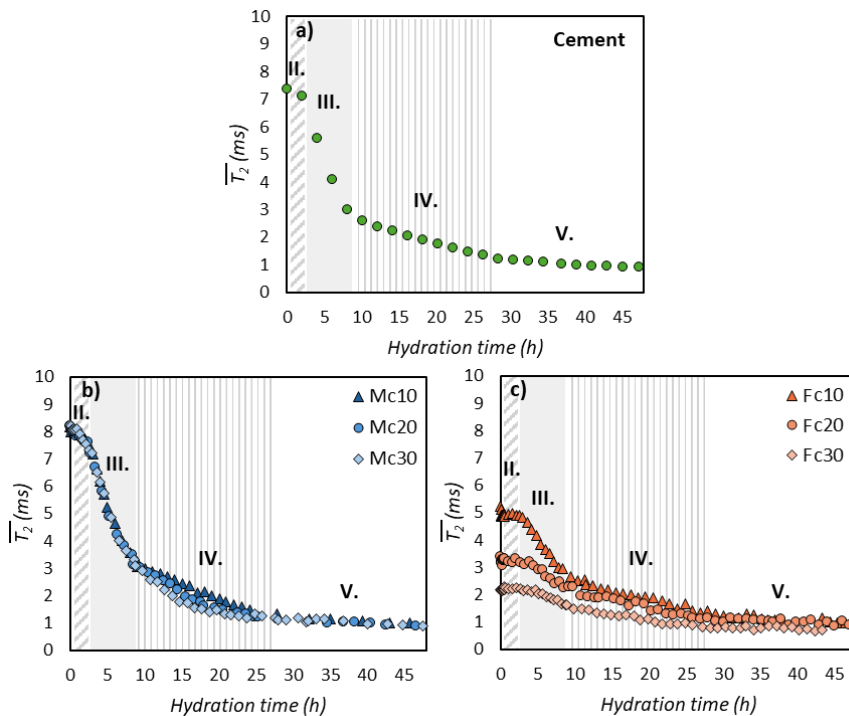 a)
Cement
10
9
8
7
6
5
4
3
2
1
0
II.
III.
IV.
V.
T₂ (ms)
0 5 10 15 20 25 30 35 40 45
Hydration time (h)
b)
Mc10
Mc20
Mc30
10
9
8
7
6
5
4
3
2
1
0
II.
III.
IV.
V.
T₂ (ms)
0 5 10 15 20 25 30 35 40 45
Hydration time (h)
c)
Fc10
Fc20
Fc30
10
9
8
7
6
5
4
3
2
1
0
II.
III.
IV.
V.
T₂ (ms)
0 5 10 15 20 25 30 35 40 45
Hydration time (h)